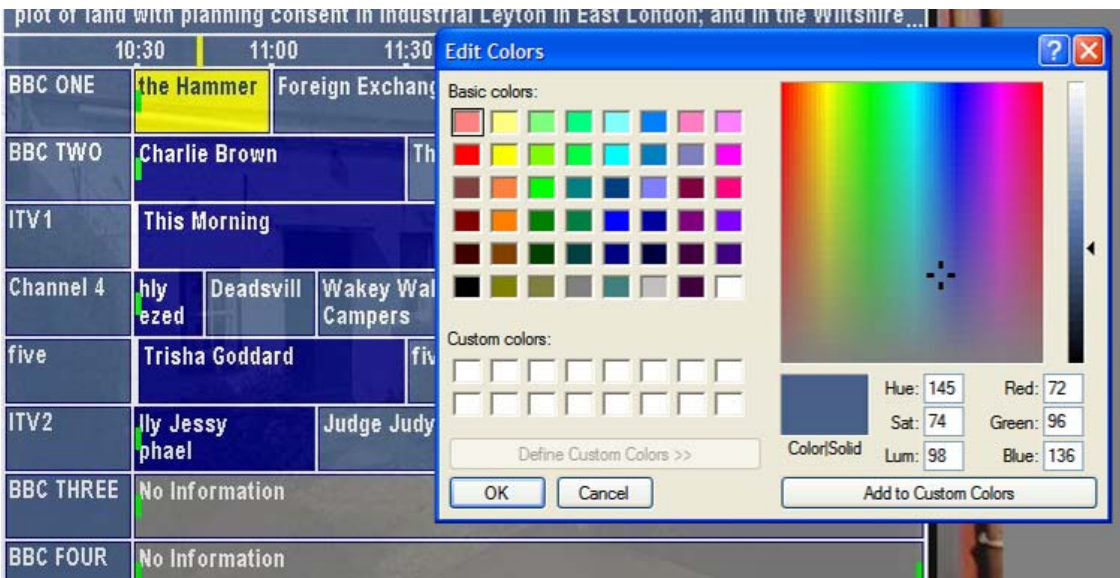 plot of land with planning consent in industrial Leyton in East London; and in the Wiltshire...
10:30 11:00 11:30
BBC ONE the Hammer Foreign Exchang
BBC TWO Charlie Brown Th
ITV1 This Morning
Channel 4 hly Deadsvill Wakey Wal
ezed Campers
five Trisha Goddard fiv
ITV2 lly Jessy Judge Judy
phael
BBC THREE No Information
BBC FOUR No Information
Edit Colors
Basic colors:
Custom colors:
Define Custom Colors >>
OK Cancel
Color|Solid
Hue: 145 Red: 72
Sat: 74 Green: 96
Lum: 98 Blue: 136
Add to Custom Colors